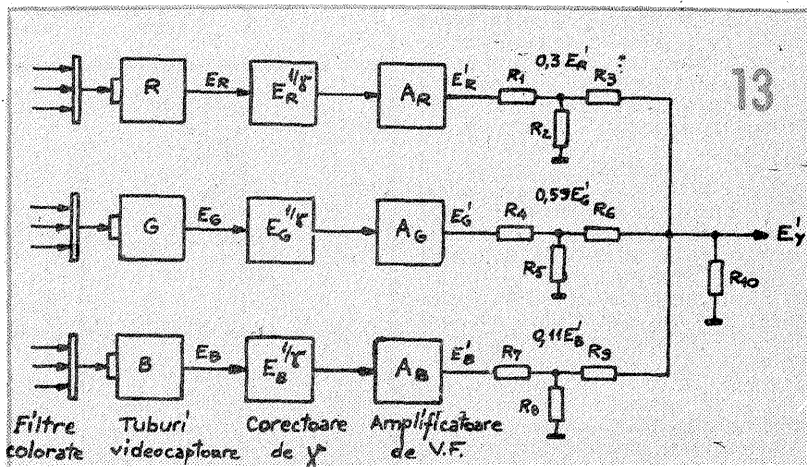 13
R E_R E_R^1/γ A_R E'_R R1 0,3 E'_R R3
R2
G E_G E_G^1/γ A_G E'_G R4 0,59 E'_G R6 E'_Y
R5 R10
B E_B E_B^1/γ A_B E'_B R7 0,11 E'_B R9
R8
Filtre Tuburi Corectoare Amplificatoare
colorate videocaptoare de γ de V.F.